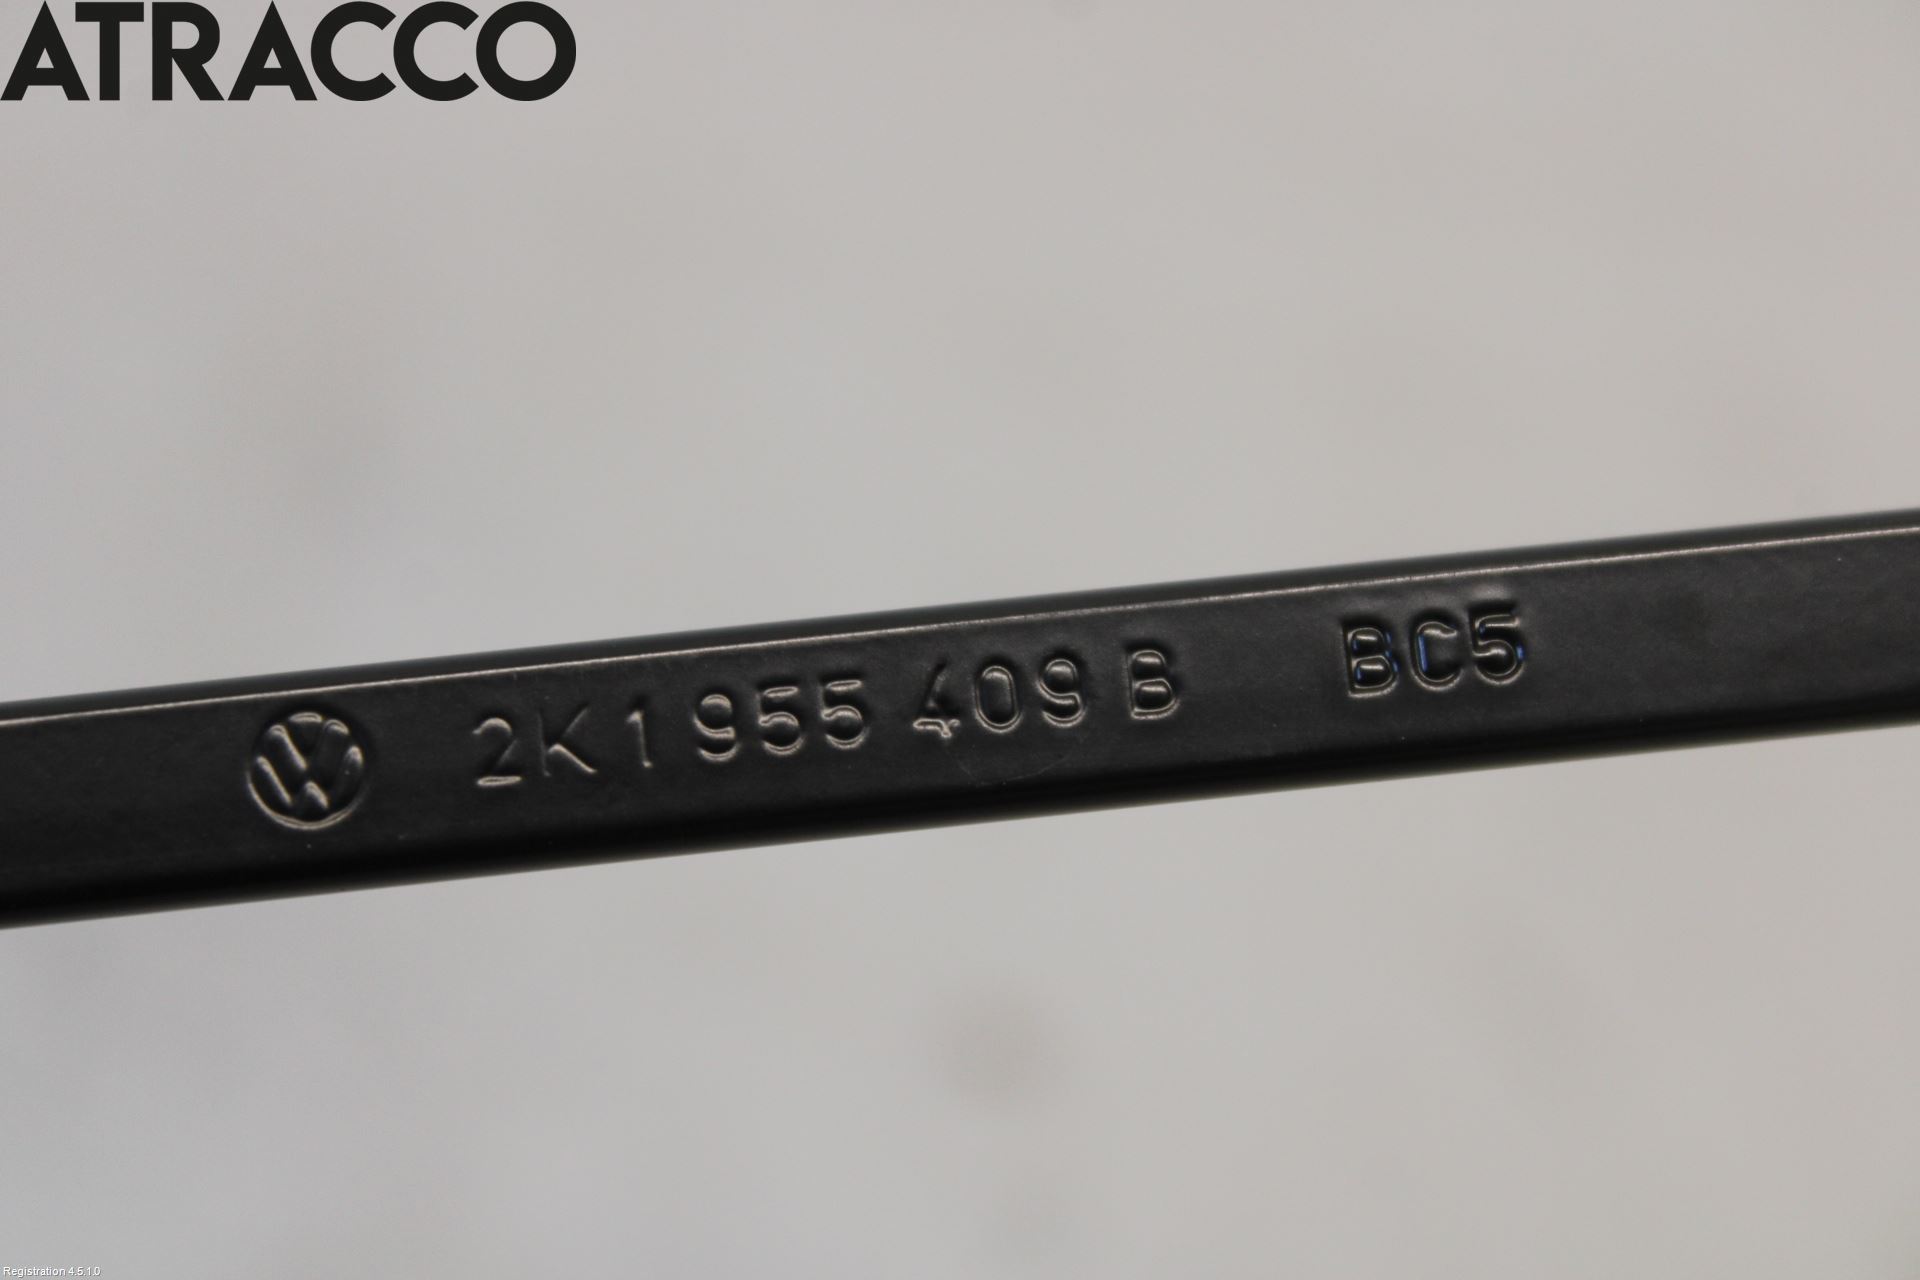 ATRACCO
2K1 955 409 B BC5
Registration 4.5.1.0